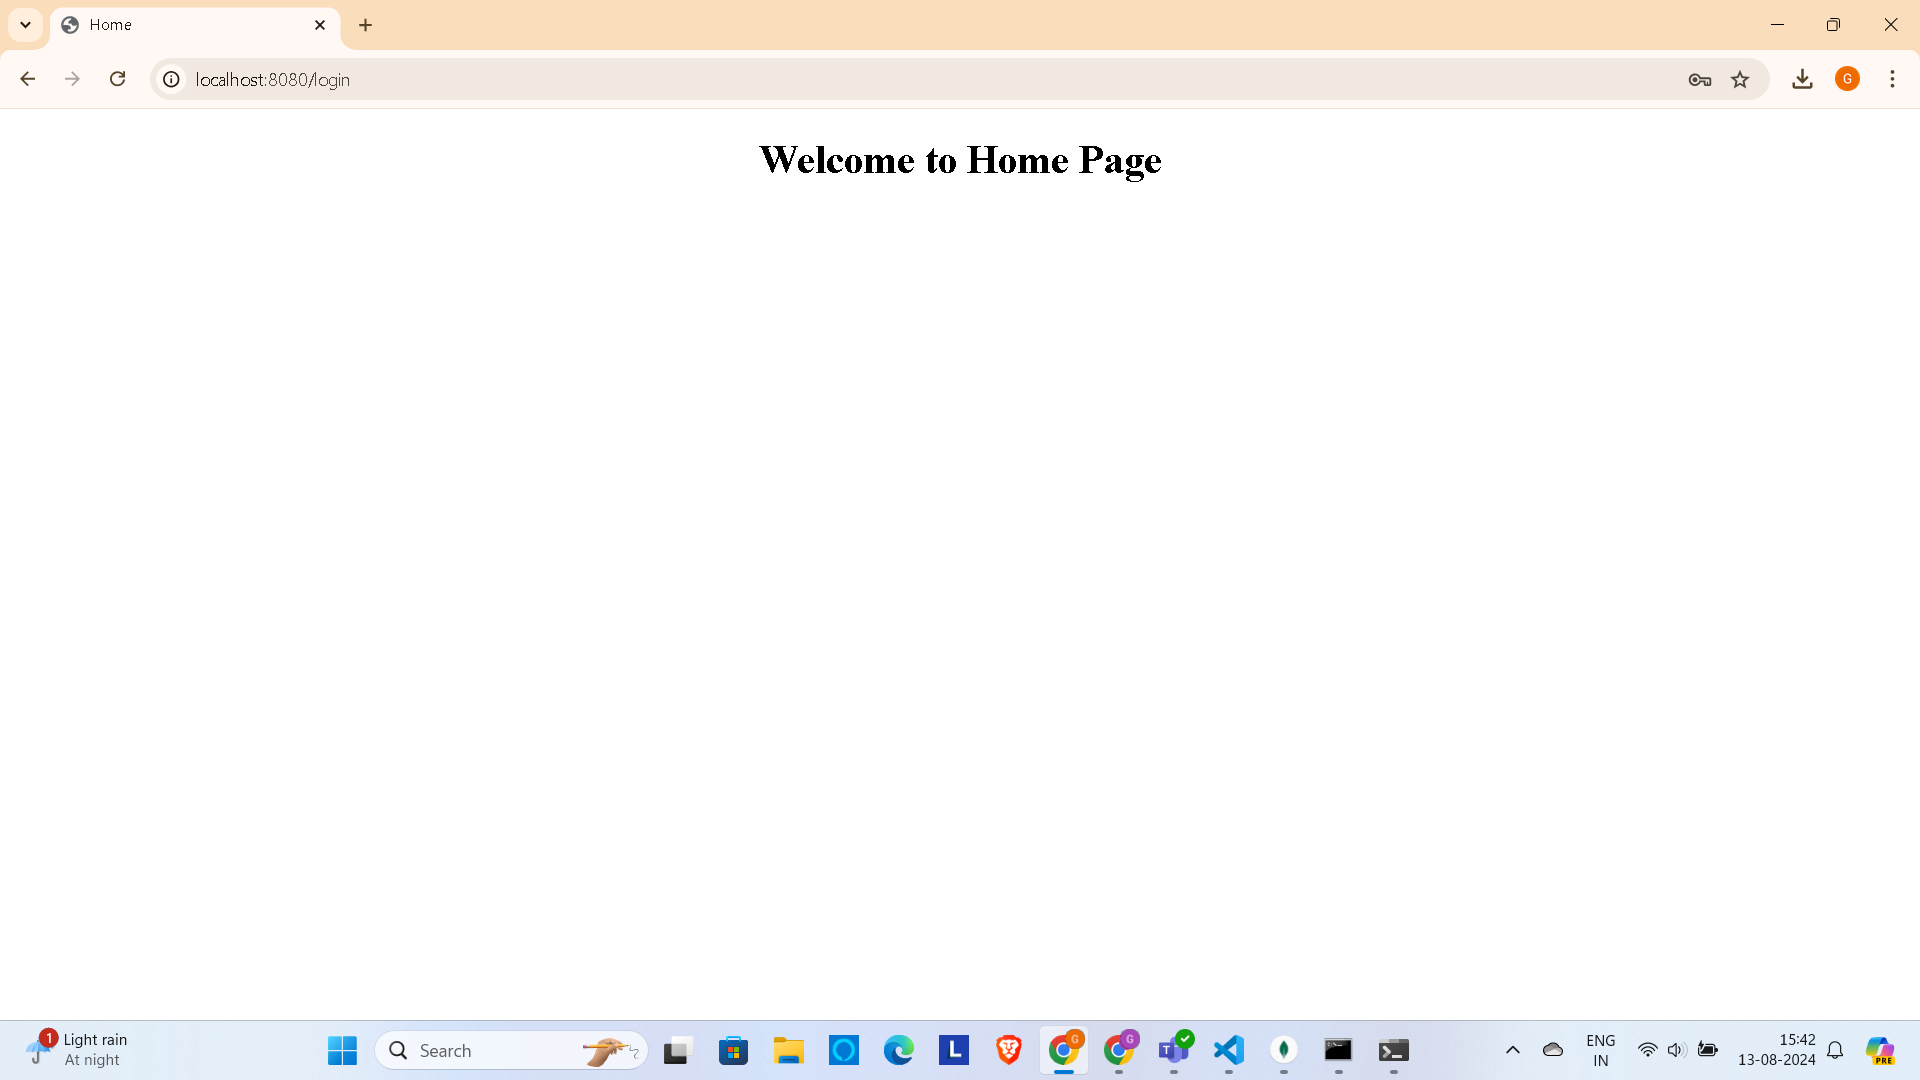 Home
localhost:8080/login
G
Welcome to Home Page
1
Light rain
At night
Search
L
G
G
T
ENG
IN
15:42
13-08-2024
PRE